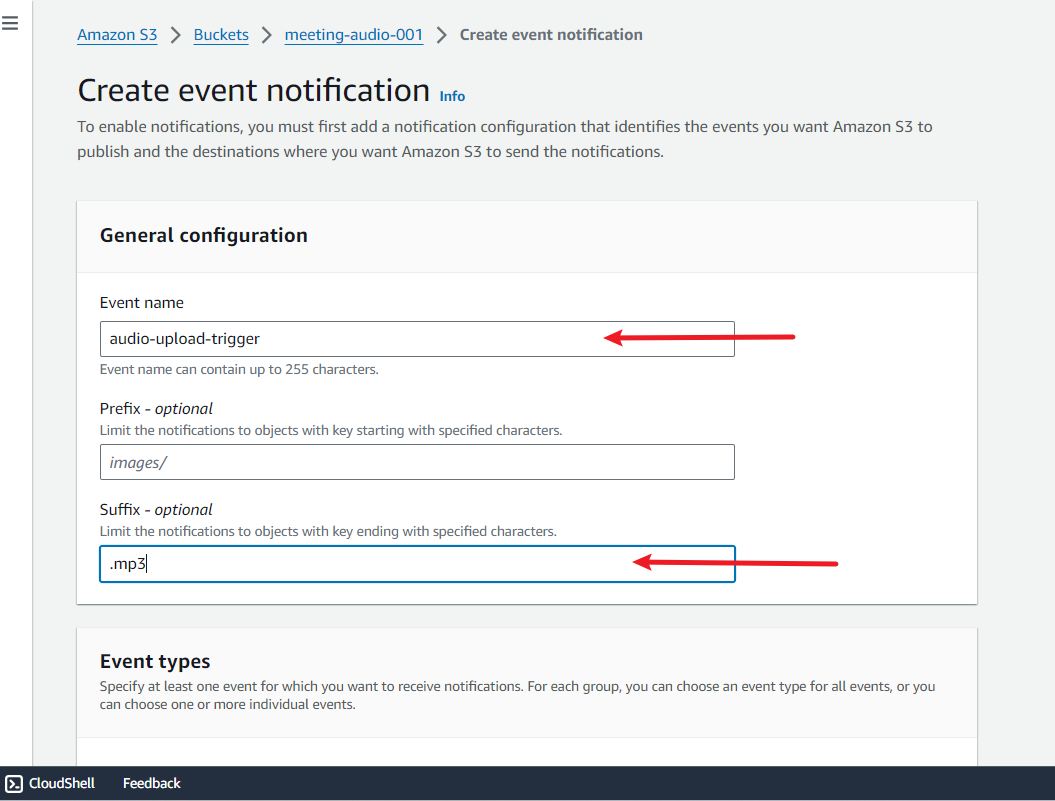 Amazon S3 > Buckets > meeting-audio-001 > Create event notification
Create event notification Info
To enable notifications, you must first add a notification configuration that identifies the events you want Amazon S3 to
publish and the destinations where you want Amazon S3 to send the notifications.
General configuration
Event name
audio-upload-trigger
Event name can contain up to 255 characters.
Prefix - optional
Limit the notifications to objects with key starting with specified characters.
images/
Suffix - optional
Limit the notifications to objects with key ending with specified characters.
.mp3
Event types
Specify at least one event for which you want to receive notifications. For each group, you can choose an event type for all events, or you
can choose one or more individual events.
CloudShell Feedback